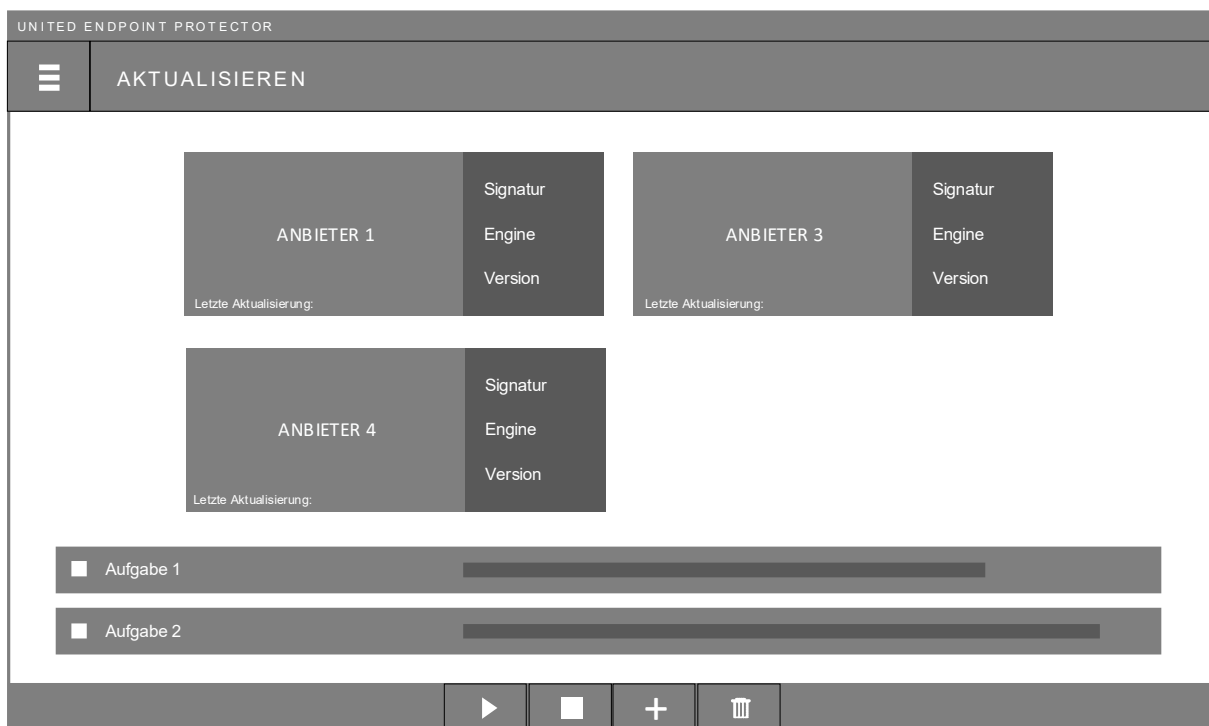 UNITED ENDPOINT PROTECTOR
AKTUALISIEREN
ANBIETER 1
Letzte Aktualisierung:
Signatur
Engine
Version
ANBIETER 3
Letzte Aktualisierung:
Signatur
Engine
Version
ANBIETER 4
Letzte Aktualisierung:
Signatur
Engine
Version
Aufgabe 1
Aufgabe 2